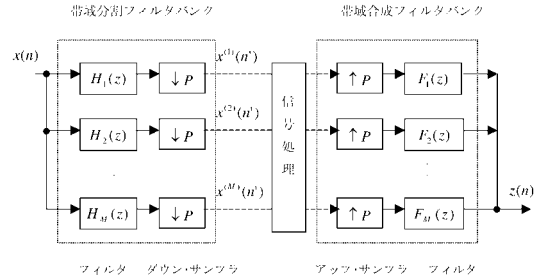 帯域分割フィルタバンク
帯域合成フィルタバンク
x(n)
H₁(z)
↓P
x⁽¹⁾(n')
↑P
F₁(z)
H₂(z)
↓P
x⁽²⁾(n')
↑P
F₂(z)
信号処理
H_M(z)
↓P
x⁽ᴹ⁾(n')
↑P
F_M(z)
z(n)
フィルタ
ダウン・サンプラ
アップ・サンプラ
フィルタ